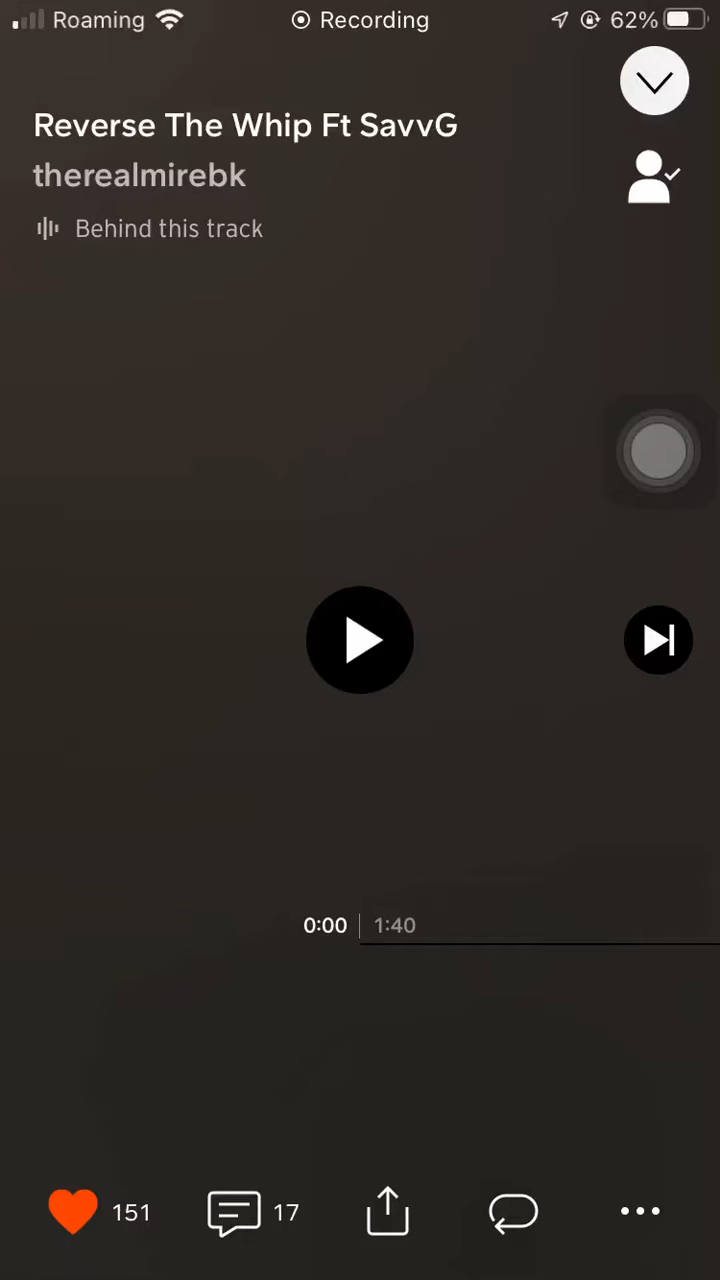 Roaming
Recording
62%
Reverse The Whip Ft SavvG
therealmirebk
Behind this track
0:00
1:40
151
17